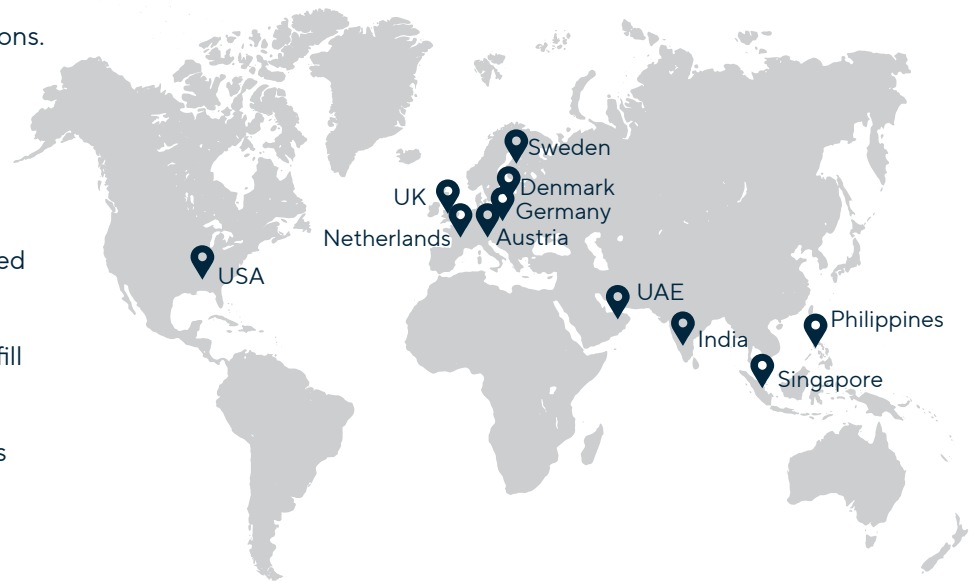 ons.
ed
fill
s
Sweden
UK
Denmark
Germany
Netherlands
Austria
USA
UAE
Philippines
India
Singapore